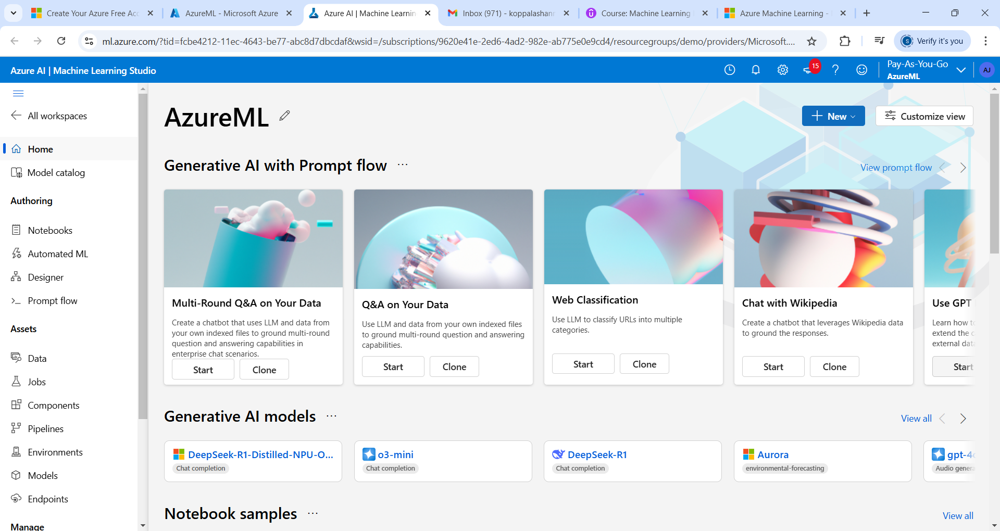 Create Your Azure Free Acc
AzureML - Microsoft Azure
Azure AI | Machine Learnin
Inbox (971) - koppalashanr
Course: Machine Learning
Azure Machine Learning -
ml.azure.com/?tid=fcbe4212-11ec-4643-be77-abc8d7dbcdaf&wsid=/subscriptions/9620e41e-2ed6-4ad2-982e-ab775e0e9cd4/resourcegroups/demo/providers/Microsoft....
S
Verify it's you
Azure AI | Machine Learning Studio
15
Pay-As-You-Go
AzureML
AJ
All workspaces
Home
Model catalog
Authoring
Notebooks
Automated ML
Designer
Prompt flow
Assets
Data
Jobs
Components
Pipelines
Environments
Models
Endpoints
Manage
AzureML
New
Customize view
Generative AI with Prompt flow ...
View prompt flow
Multi-Round Q&A on Your Data
Create a chatbot that uses LLM and data from
your own indexed files to ground multi-round
question and answering capabilities in
enterprise chat scenarios.
Start
Clone
Q&A on Your Data
Use LLM and data from your own indexed files
to ground multi-round question and answering
capabilities.
Start
Clone
Web Classification
Use LLM to classify URLs into multiple
categories.
Start
Clone
Chat with Wikipedia
Create a chatbot that leverages Wikipedia data
to ground the responses.
Start
Clone
Use GPT
Learn how to
extend the c
external data
Start
Generative AI models ...
View all
DeepSeek-R1-Distilled-NPU-O...
Chat completion
o3-mini
Chat completion
DeepSeek-R1
Chat completion
Aurora
environmental-forecasting
gpt-4o
Audio genera
Notebook samples ...
View all